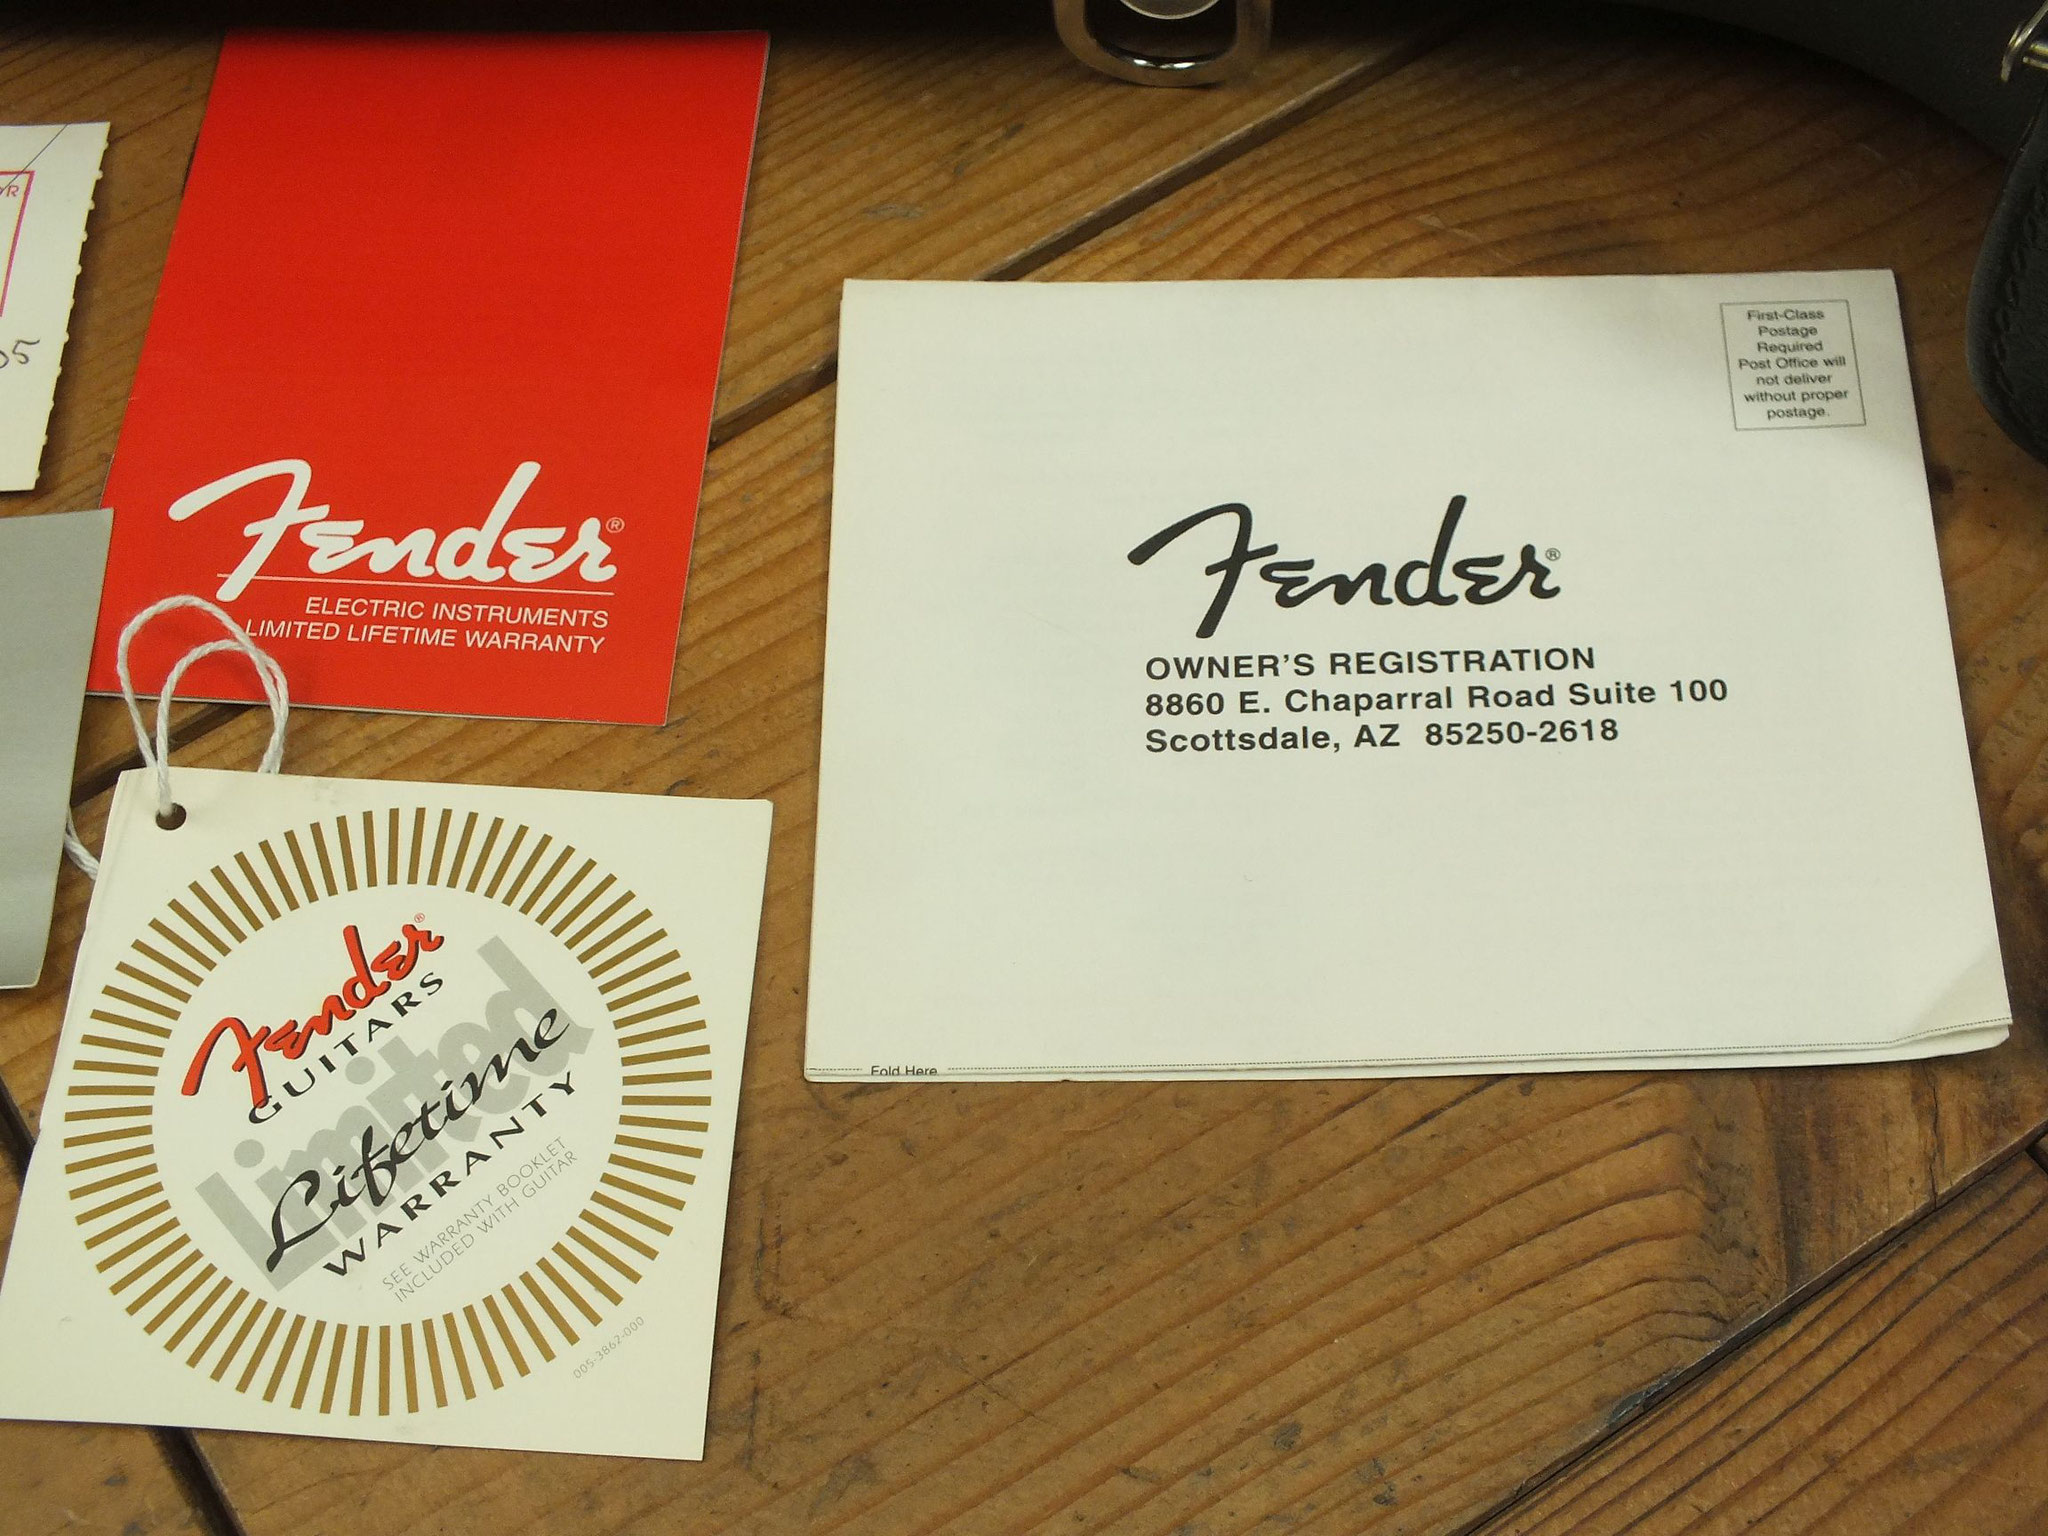 05
Fender®
ELECTRIC INSTRUMENTS
LIMITED LIFETIME WARRANTY
Fender®
GUITARS
Limited
Lifetime
WARRANTY
SEE WARRANTY BOOKLET
INCLUDED WITH GUITAR
005-3862-000
First-Class
Postage
Required
Post Office will
not deliver
without proper
postage.
Fender®
OWNER'S REGISTRATION
8860 E. Chaparral Road Suite 100
Scottsdale, AZ 85250-2618
Fold Here